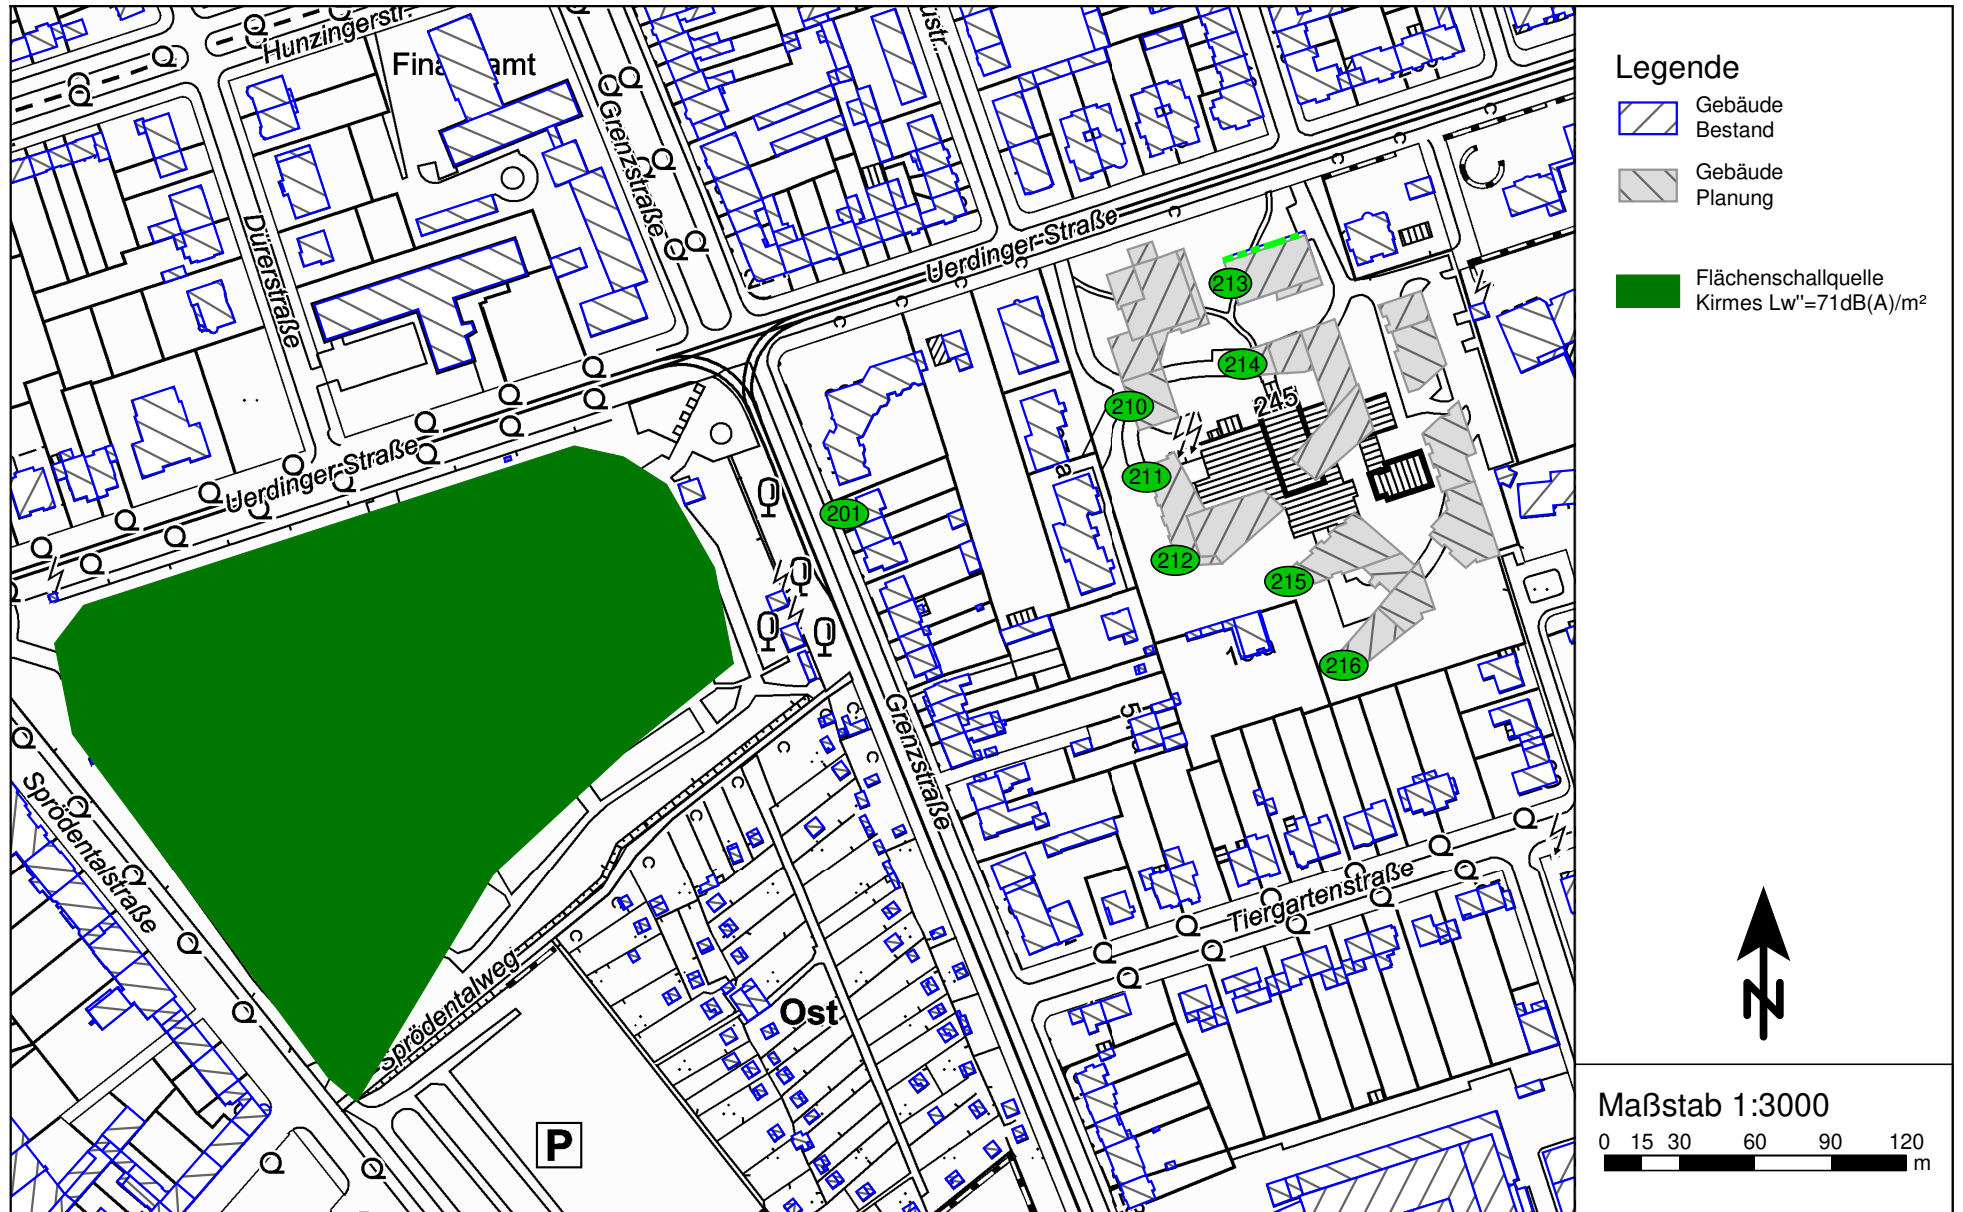 Hunzingerstr.
Fina
amt
Grenzstraße
Dürerstraße
Uerdinger-Straße
213
214
245
210
211
201
212
215
216
Uerdinger-Straße
a
5
Grenzstraße
Sprödentalstraße
Sprödentalweg
Tiergartenstraße
Ost
P
Legende
Gebäude
Bestand
Gebäude
Planung
Flächenschallquelle
Kirmes Lw"=71dB(A)/m²
N
Maßstab 1:3000
0 15 30 60 90 120
m